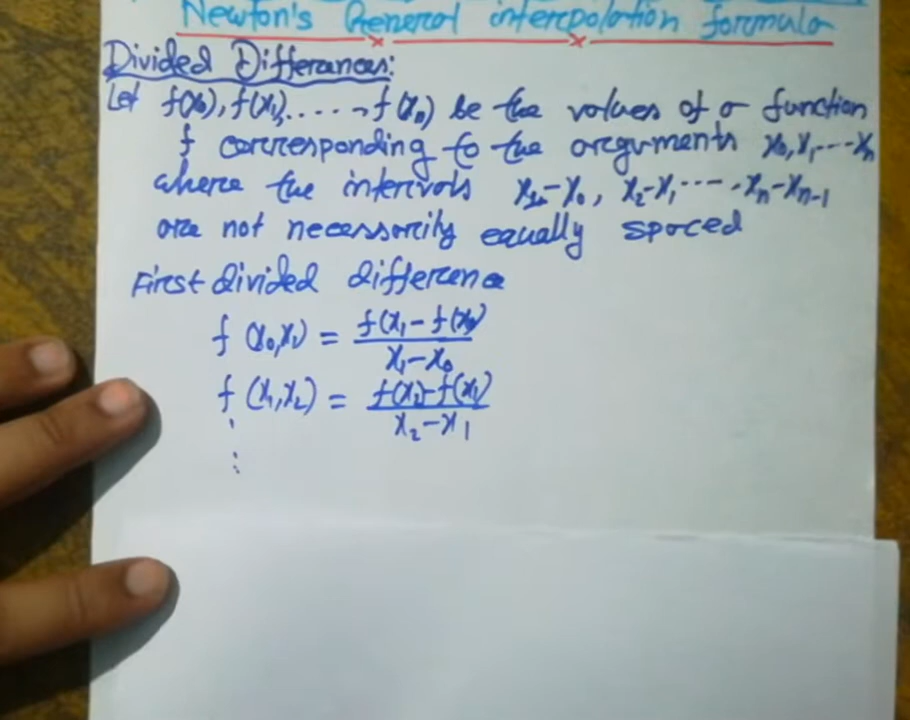 Newton's General interpolation formula
Divided Differences:
Let f(x₀), f(x₁),....., f(xₙ) be the values of a function
f corresponding to the arguments x₀, x₁,---xₙ
where the intervals x₁-x₀, x₂-x₁----, xₙ-xₙ₋₁
are not necessarily equally spaced
First divided difference
f (x₀,x₁) = f(x₁ - f(x₀) / x₁-x₀
f (x₁,x₂) = f(x₂)-f(x₁) / x₂-x₁